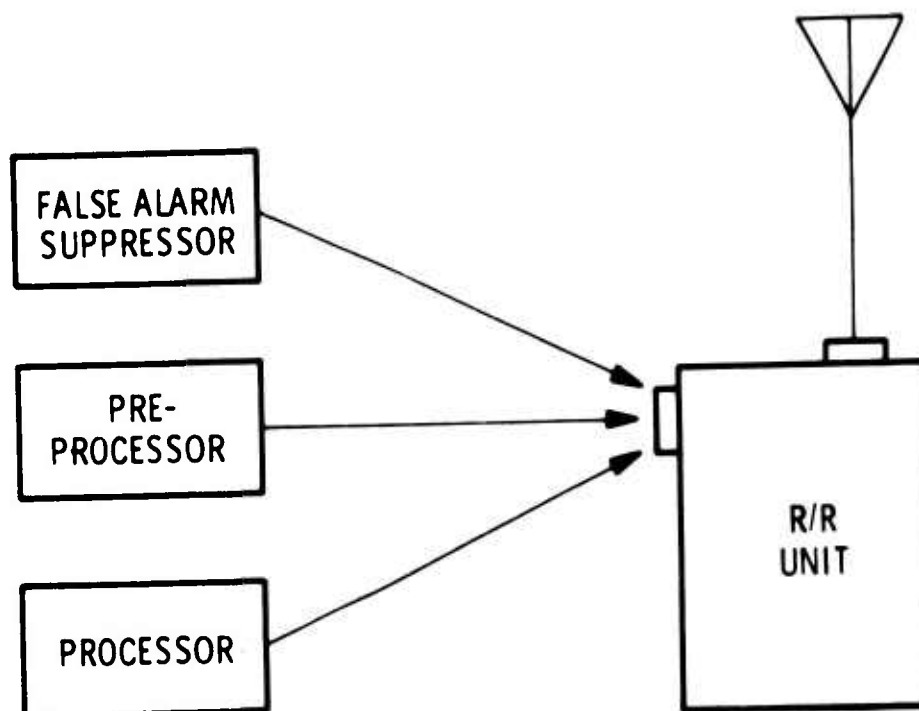 FALSE ALARM
SUPPRESSOR
PRE-
PROCESSOR
PROCESSOR
R/R
UNIT